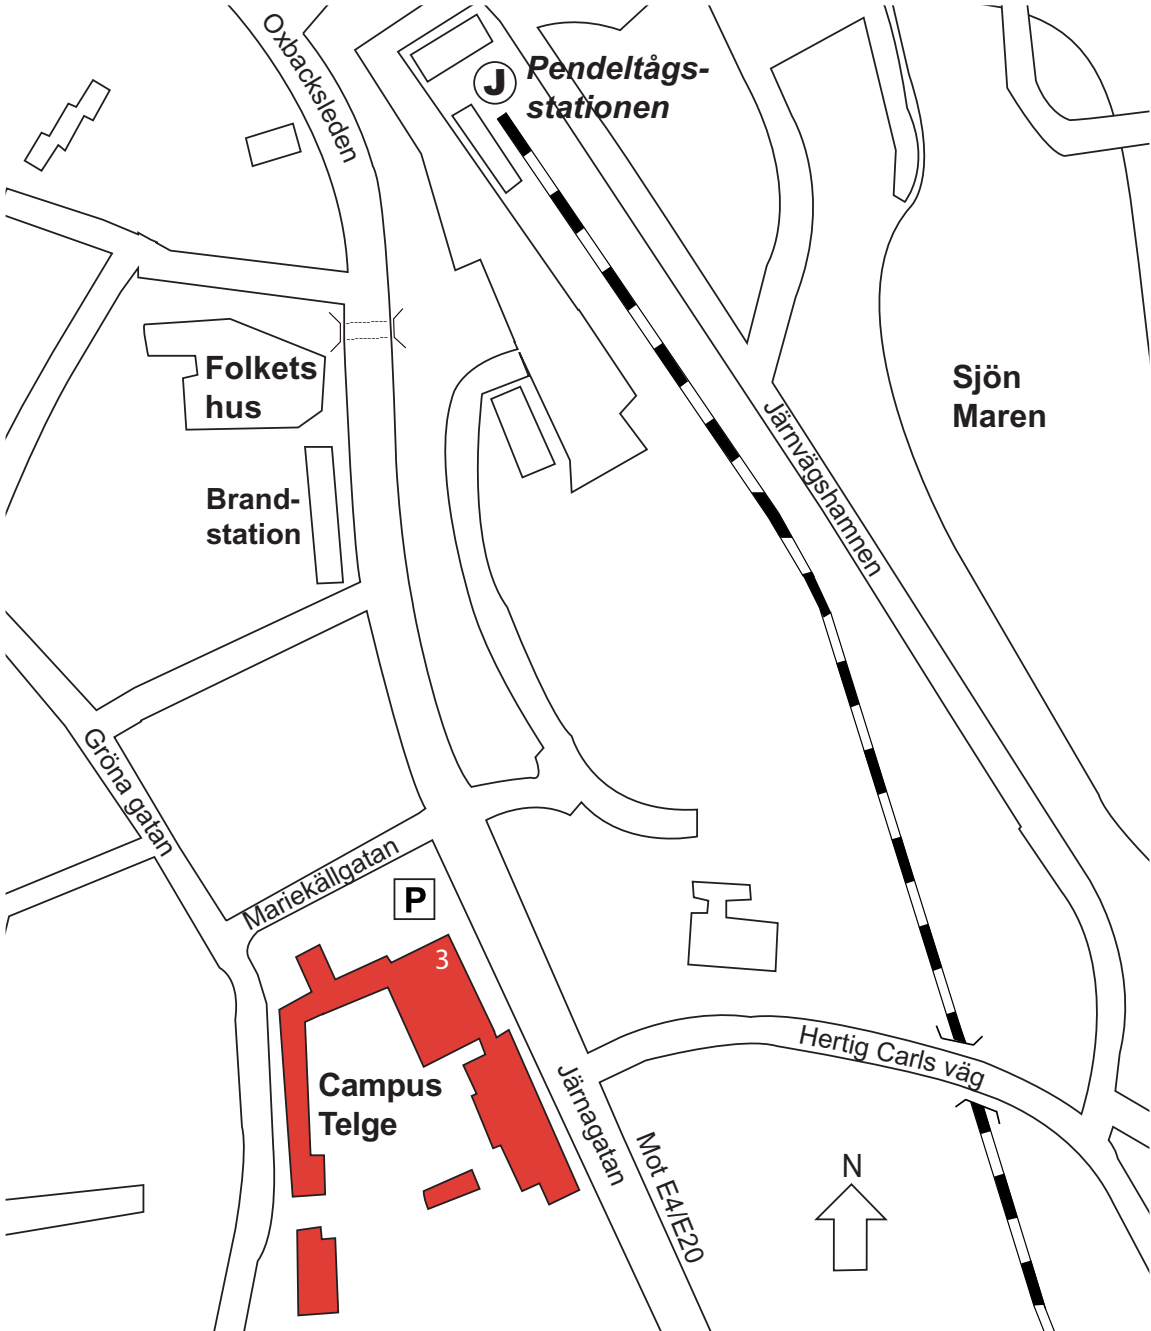 Oxbacksleden
J
Pendeltågs-
stationen
Folkets
hus
Sjön
Maren
Järnvägshamnen
Brand-
station
Gröna gatan
Mariekällgatan
P
3
Hertig Carls väg
Campus
Telge
Järnagatan
Mot E4/E20
N